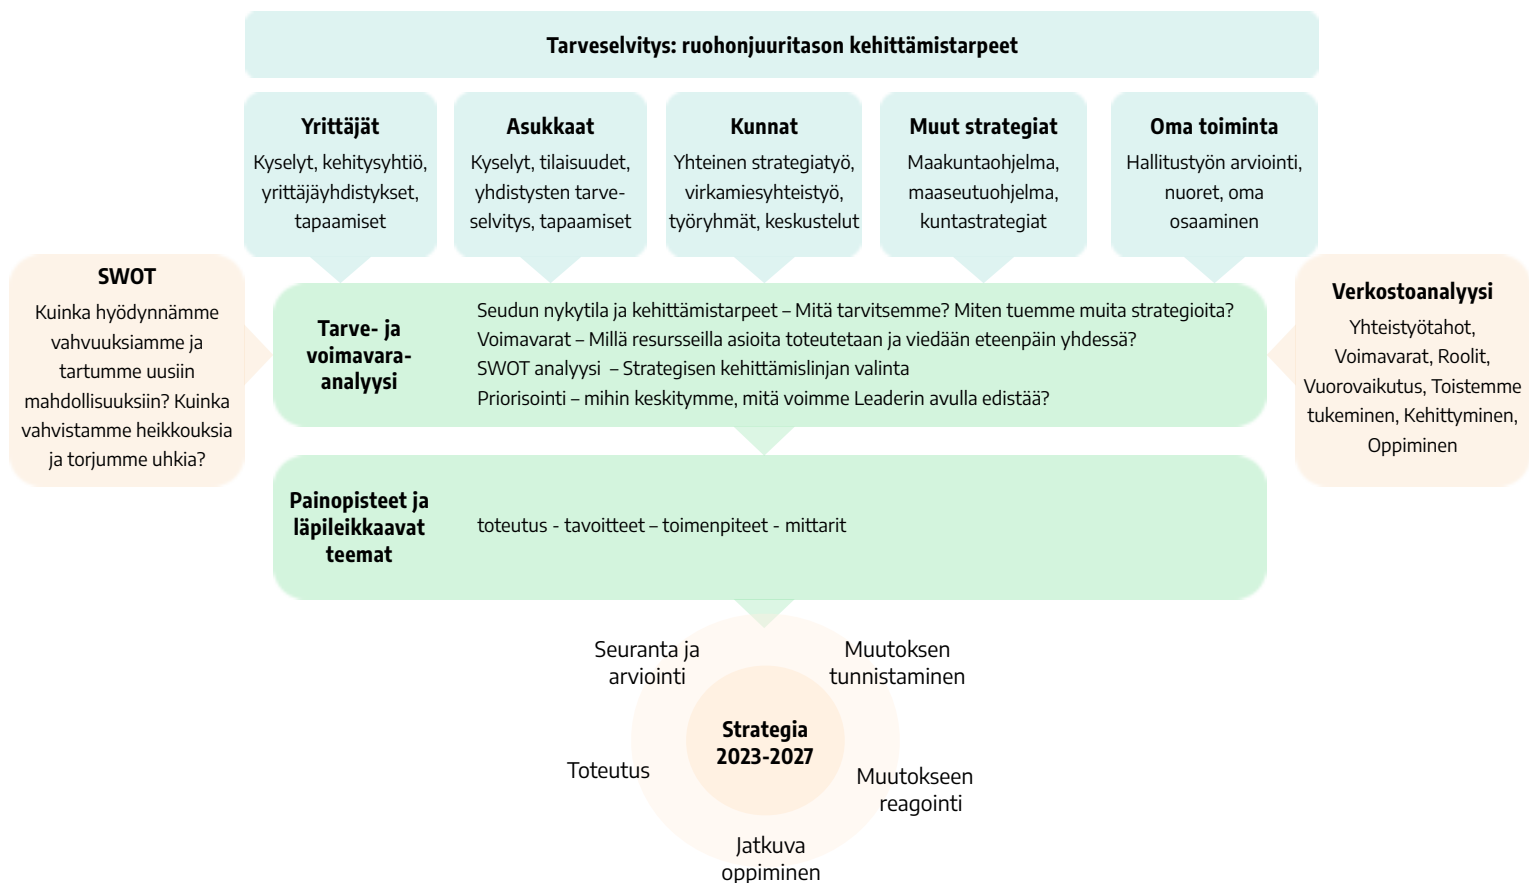 Tarveselvitys: ruohonjuuritason kehittämistarpeet
Yrittäjät
Kyselyt, kehitysyhtiö,
yrittäjäyhdistykset,
tapaamiset
Asukkaat
Kyselyt, tilaisuudet,
yhdistysten tarve-
selvitys, tapaamiset
Kunnat
Yhteinen strategiatyö,
virkamiesyhteistyö,
työryhmät, keskustelut
Muut strategiat
Maakuntaohjelma,
maaseutuohjelma,
kuntastrategiat
Oma toiminta
Hallitustyön arviointi,
nuoret, oma
osaaminen
SWOT
Kuinka hyödynnämme
vahvuuksiamme ja
tartumme uusiin
mahdollisuuksiin? Kuinka
vahvistamme heikkouksia
ja torjumme uhkia?
Tarve- ja
voimavara-
analyysi
Seudun nykytila ja kehittämistarpeet – Mitä tarvitsemme? Miten tuemme muita strategioita?
Voimavarat – Millä resursseilla asioita toteutetaan ja viedään eteenpäin yhdessä?
SWOT analyysi – Strategisen kehittämislinjan valinta
Priorisointi – mihin keskitymme, mitä voimme Leaderin avulla edistää?
Verkostoanalyysi
Yhteistyötahot,
Voimavarat, Roolit,
Vuorovaikutus, Toistemme
tukeminen, Kehittyminen,
Oppiminen
Painopisteet ja
läpileikkaavat
teemat
toteutus - tavoitteet – toimenpiteet - mittarit
Seuranta ja
arviointi
Muutoksen
tunnistaminen
Strategia
2023-2027
Toteutus
Muutokseen
reagointi
Jatkuva
oppiminen